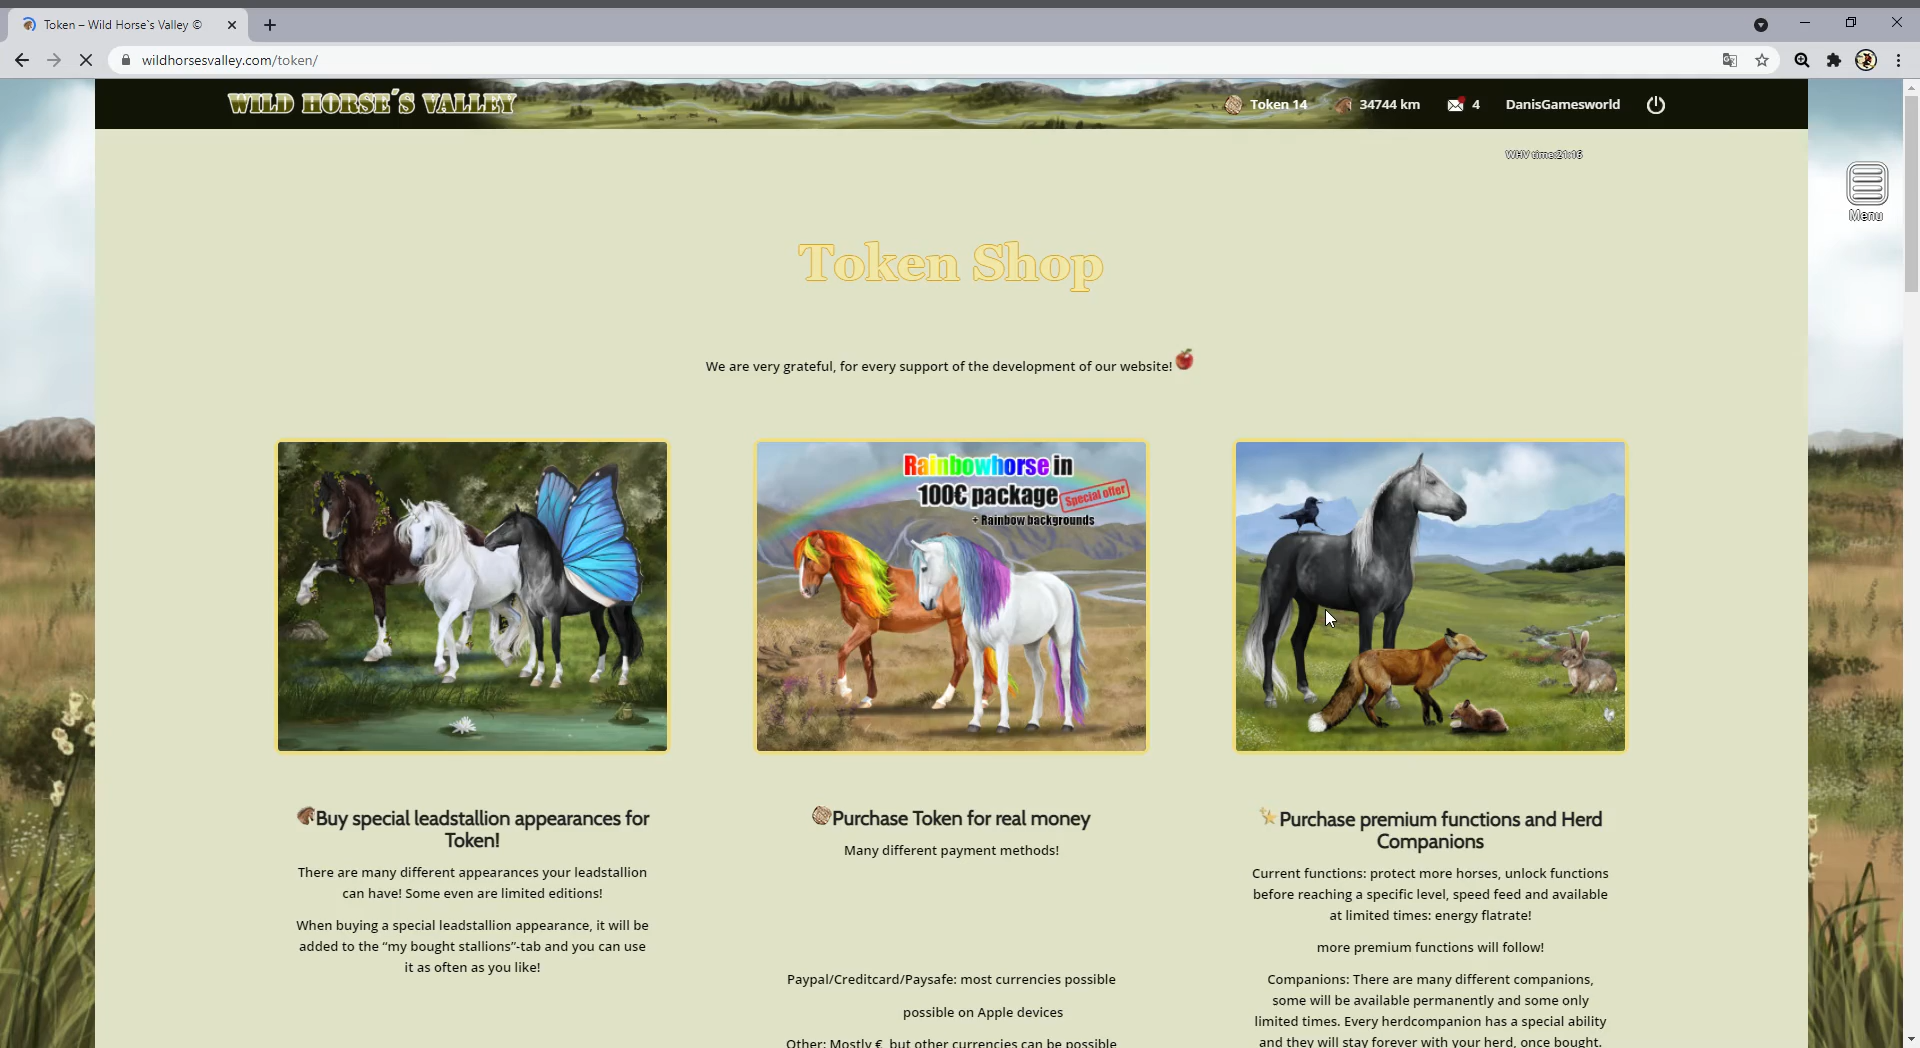 Token – Wild Horse`s Valley ©
wildhorsesvalley.com/token/
WILD HORSE´S VALLEY
Token 14
34744 km
4
DanisGamesworld
WHV time:21:16
Menu
Token Shop
We are very grateful, for every support of the development of our website!
Rainbowhorse in
100€ package
Special offer
+ Rainbow backgrounds
Buy special leadstallion appearances for
Token!
There are many different appearances your leadstallion
can have! Some even are limited editions!
When buying a special leadstallion appearance, it will be
added to the “my bought stallions”-tab and you can use
it as often as you like!
Purchase Token for real money
Many different payment methods!
Paypal/Creditcard/Paysafe: most currencies possible
possible on Apple devices
Other: Mostly €, but other currencies can be possible
Purchase premium functions and Herd
Companions
Current functions: protect more horses, unlock functions
before reaching a specific level, speed feed and available
at limited times: energy flatrate!
more premium functions will follow!
Companions: There are many different companions,
some will be available permanently and some only
limited times. Every herdcompanion has a special ability
and they will stay forever with your herd, once bought.